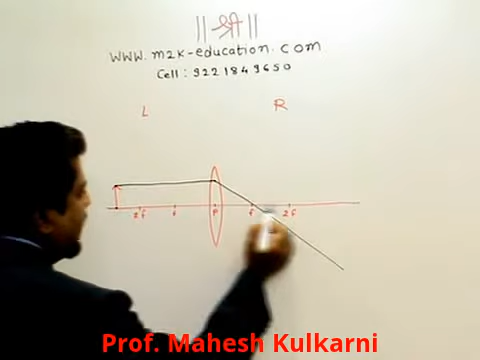 || श्री ||
www.m2k-education.com
Cell : 9221849650
L R
2f f P f 2f
Prof. Mahesh Kulkarni